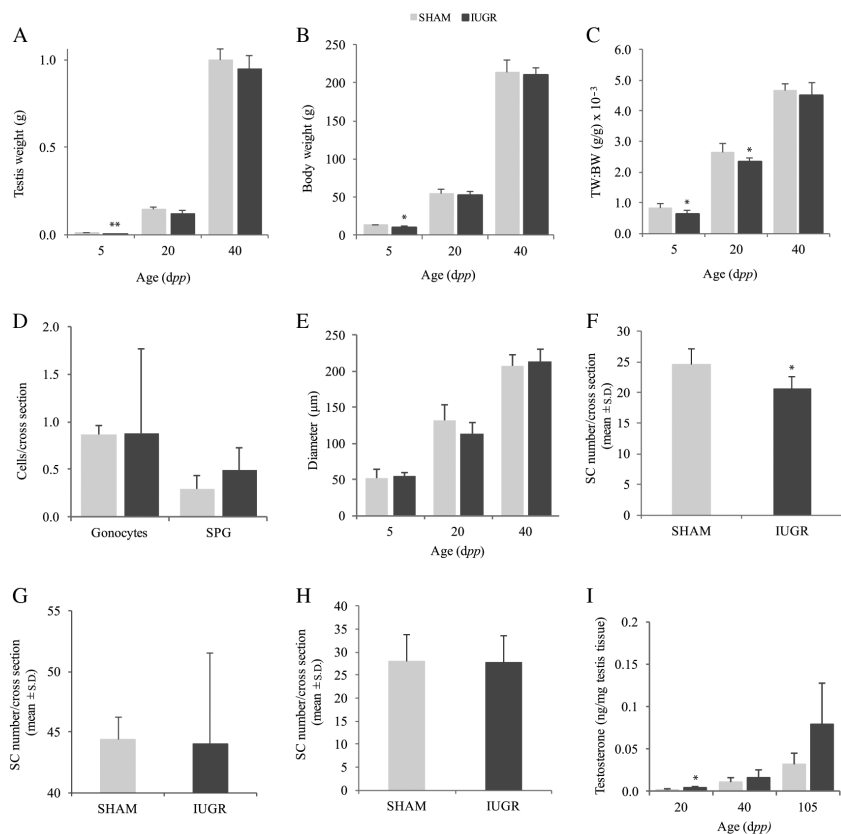 SHAM IUGR
A
Testis weight (g)
1.0
0.5
0.0
5 20 40
**
Age (dpp)
B
Body weight (g)
250
200
150
100
50
0
5 20 40
*
Age (dpp)
C
TW:BW (g/g) x 10⁻³
6.0
5.0
4.0
3.0
2.0
1.0
0.0
5 20 40
* *
Age (dpp)
D
Cells/cross section
2.0
1.5
1.0
0.5
0.0
Gonocytes SPG
E
Diameter (µm)
250
200
150
100
50
0
5 20 40
Age (dpp)
F
SC number/cross section
(mean ± S.D.)
30
25
20
15
10
5
0
*
SHAM IUGR
G
SC number/cross section
(mean ± S.D.)
55
50
45
40
SHAM IUGR
H
SC number/cross section
(mean ± S.D.)
40
35
30
25
20
15
10
5
0
SHAM IUGR
I
Testosterone (ng/mg testis tissue)
0.2
0.15
0.1
0.05
0
*
20 40 105
Age (dpp)